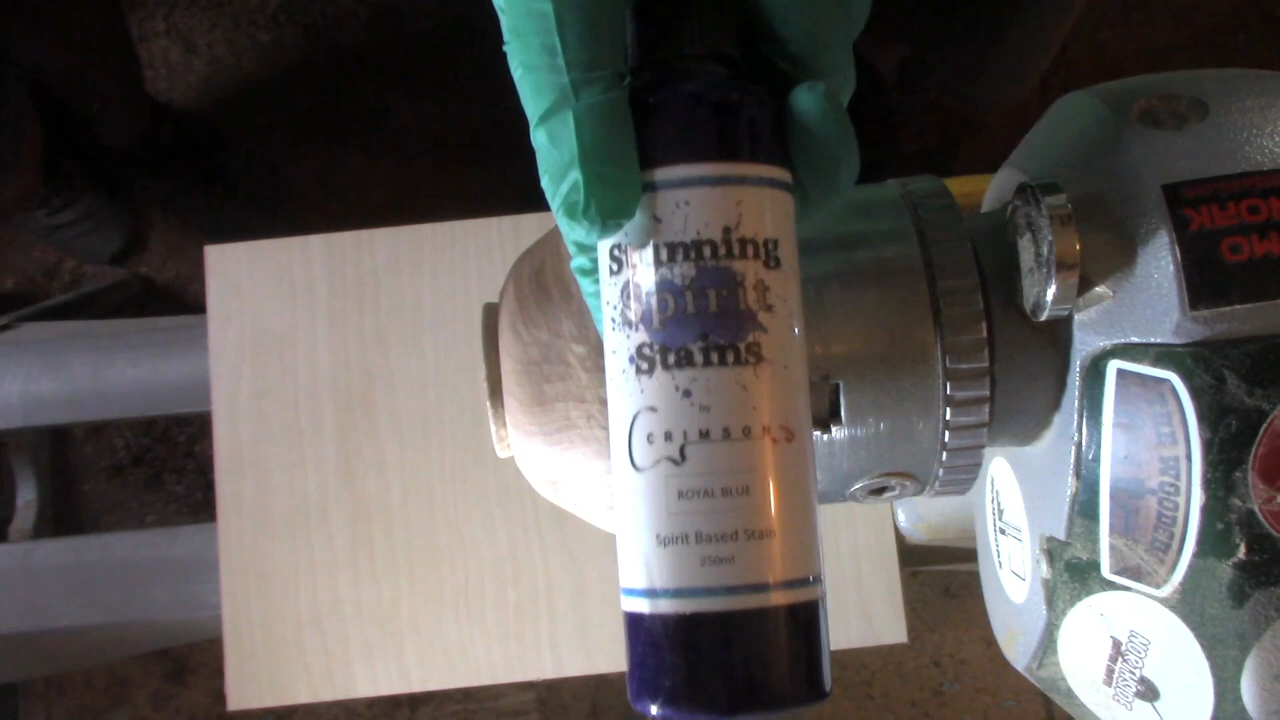 Stunning
Spirit
Stains
by
CRIMSON
ROYAL BLUE
Spirit Based Stain
250ml